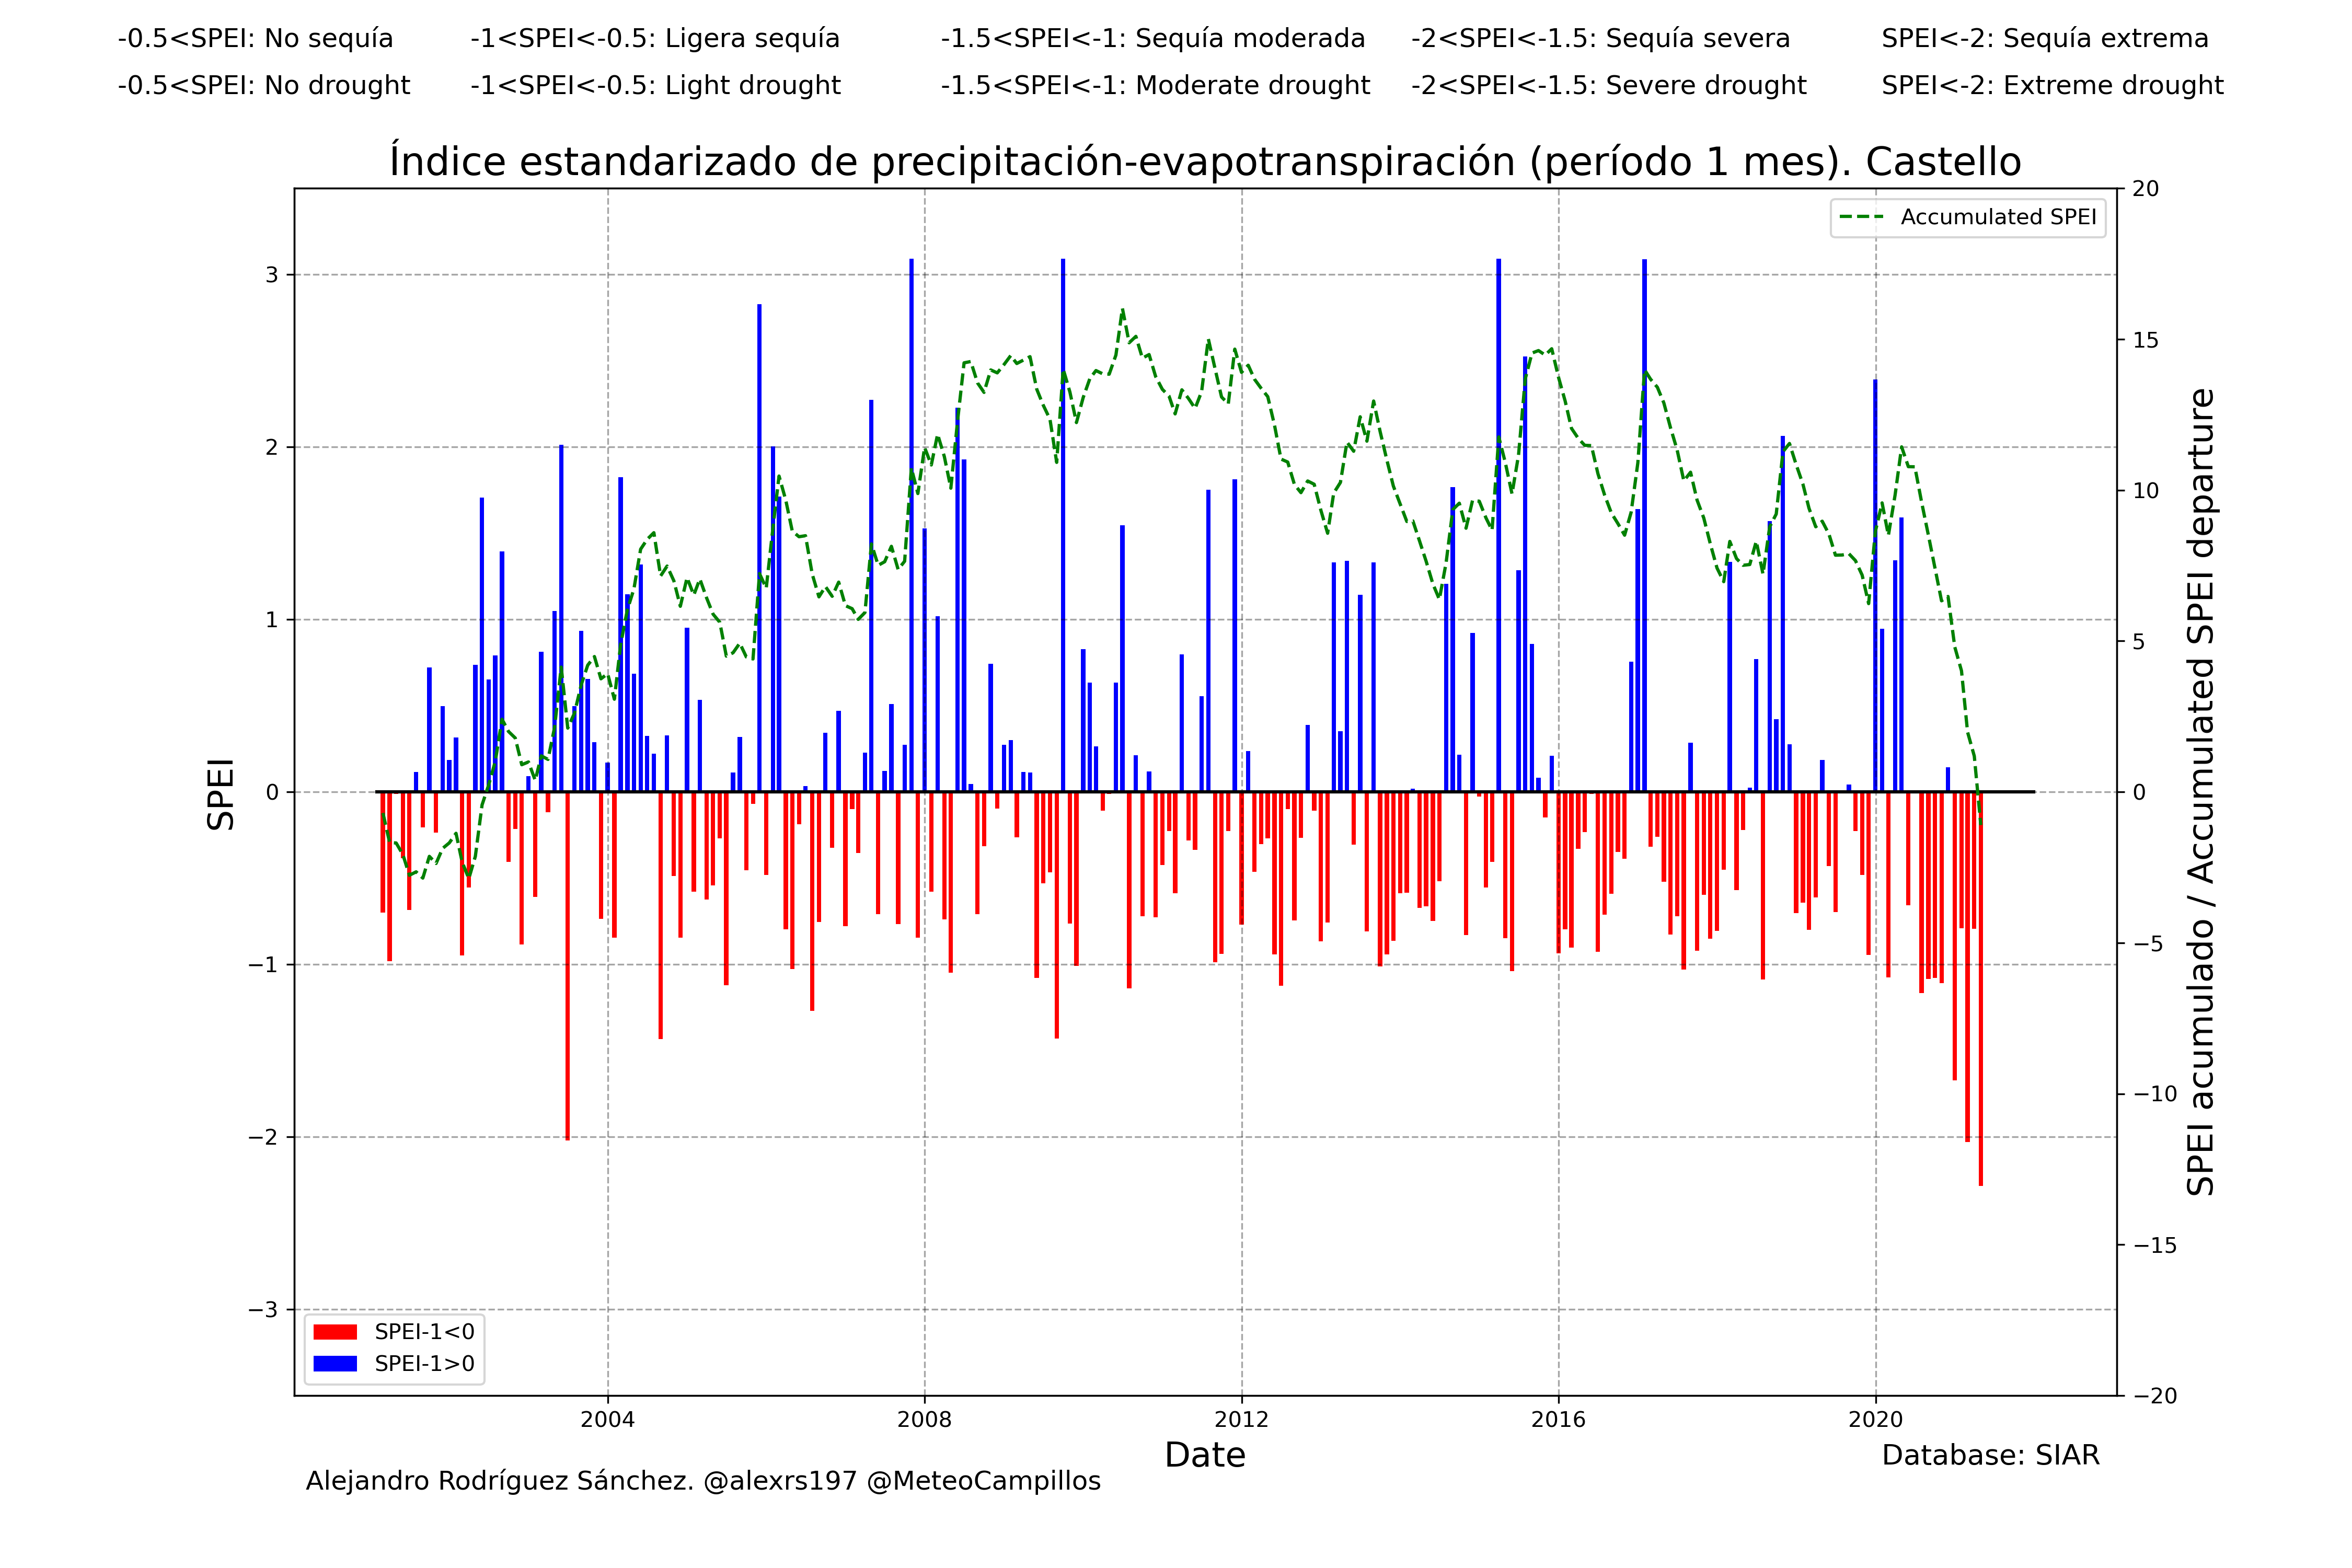 -0.5<SPEI: No sequía -1<SPEI<-0.5: Ligera sequía -1.5<SPEI<-1: Sequía moderada -2<SPEI<-1.5: Sequía severa SPEI<-2: Sequía extrema
-0.5<SPEI: No drought -1<SPEI<-0.5: Light drought -1.5<SPEI<-1: Moderate drought -2<SPEI<-1.5: Severe drought SPEI<-2: Extreme drought
Índice estandarizado de precipitación-evapotranspiración (período 1 mes). Castello
Accumulated SPEI
SPEI
3
2
1
0
−1
−2
−3
20
15
10
5
0
−5
−10
−15
−20
SPEI acumulado / Accumulated SPEI departure
SPEI-1<0
SPEI-1>0
2004 2008 2012 2016 2020
Date
Database: SIAR
Alejandro Rodríguez Sánchez. @alexrs197 @MeteoCampillos